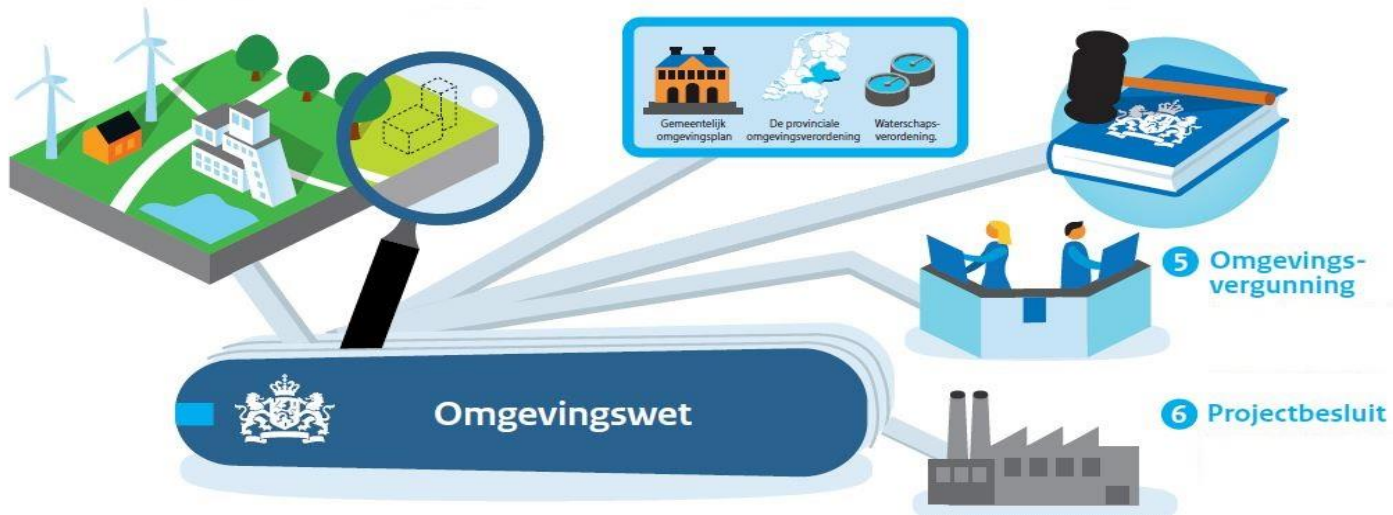 Gemeentelijk
omgevingsplan
De provinciale
omgevingsverordening
Waterschaps-
verordening.
5 Omgevings-
vergunning
Omgevingswet
6 Projectbesluit